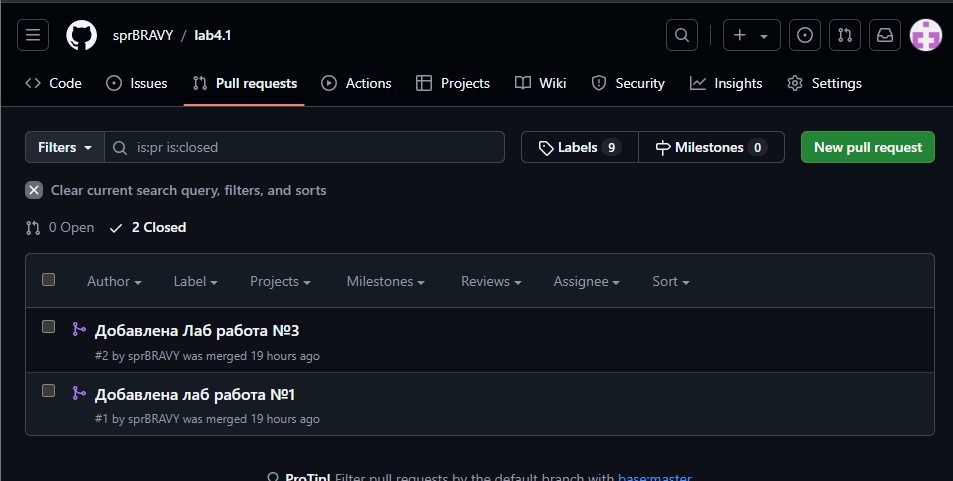 sprBRAVY / lab4.1
Code Issues Pull requests Actions Projects Wiki Security Insights Settings
Filters is:pr is:closed Labels 9 Milestones 0 New pull request
Clear current search query, filters, and sorts
0 Open 2 Closed
Author Label Projects Milestones Reviews Assignee Sort
Добавлена Лаб работа №3
#2 by sprBRAVY was merged 19 hours ago
Добавлена лаб работа №1
#1 by sprBRAVY was merged 19 hours ago
ProTip! Filter pull requests by the default branch with base:master